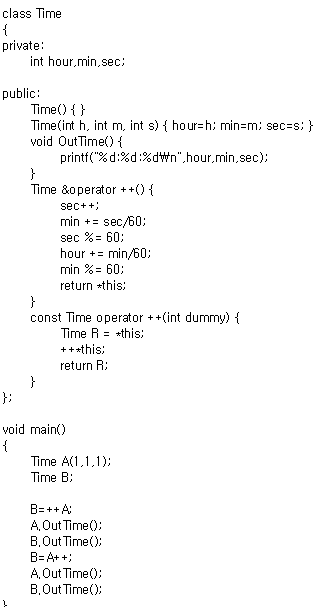 class Time
{
private:
int hour,min,sec;
public:
Time() { }
Time(int h, int m, int s) { hour=h; min=m; sec=s; }
void OutTime() {
printf("%d:%d:%d₩n",hour,min,sec);
}
Time &operator ++() {
sec++;
min += sec/60;
sec %= 60;
hour += min/60;
min %= 60;
return *this;
}
const Time operator ++(int dummy) {
Time R = *this;
++*this;
return R;
}
};
void main()
{
Time A(1,1,1);
Time B;
B=++A;
A.OutTime();
B.OutTime();
B=A++;
A.OutTime();
B.OutTime();
}